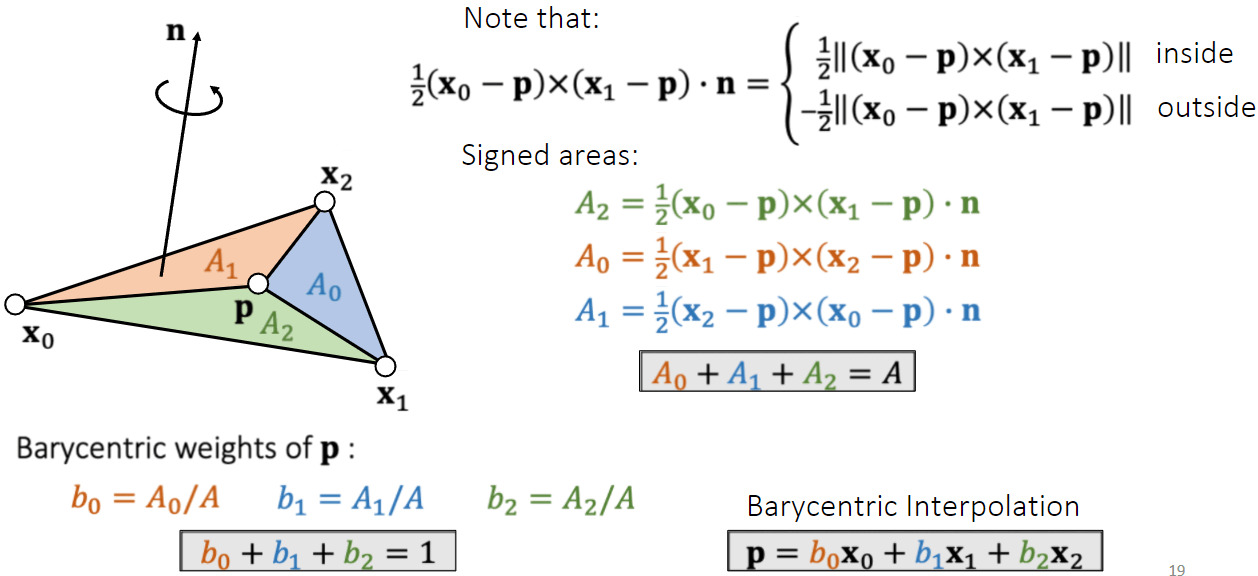 n
x₂
A₁
A₀
p
A₂
x₀
x₁
Note that:
½(x₀ − p)×(x₁ − p) · n = { ½||(x₀ − p)×(x₁ − p)|| inside
−½||(x₀ − p)×(x₁ − p)|| outside
Signed areas:
A₂ = ½(x₀ − p)×(x₁ − p) · n
A₀ = ½(x₁ − p)×(x₂ − p) · n
A₁ = ½(x₂ − p)×(x₀ − p) · n
A₀ + A₁ + A₂ = A
Barycentric weights of p :
b₀ = A₀/A b₁ = A₁/A b₂ = A₂/A
b₀ + b₁ + b₂ = 1
Barycentric Interpolation
p = b₀x₀ + b₁x₁ + b₂x₂
19